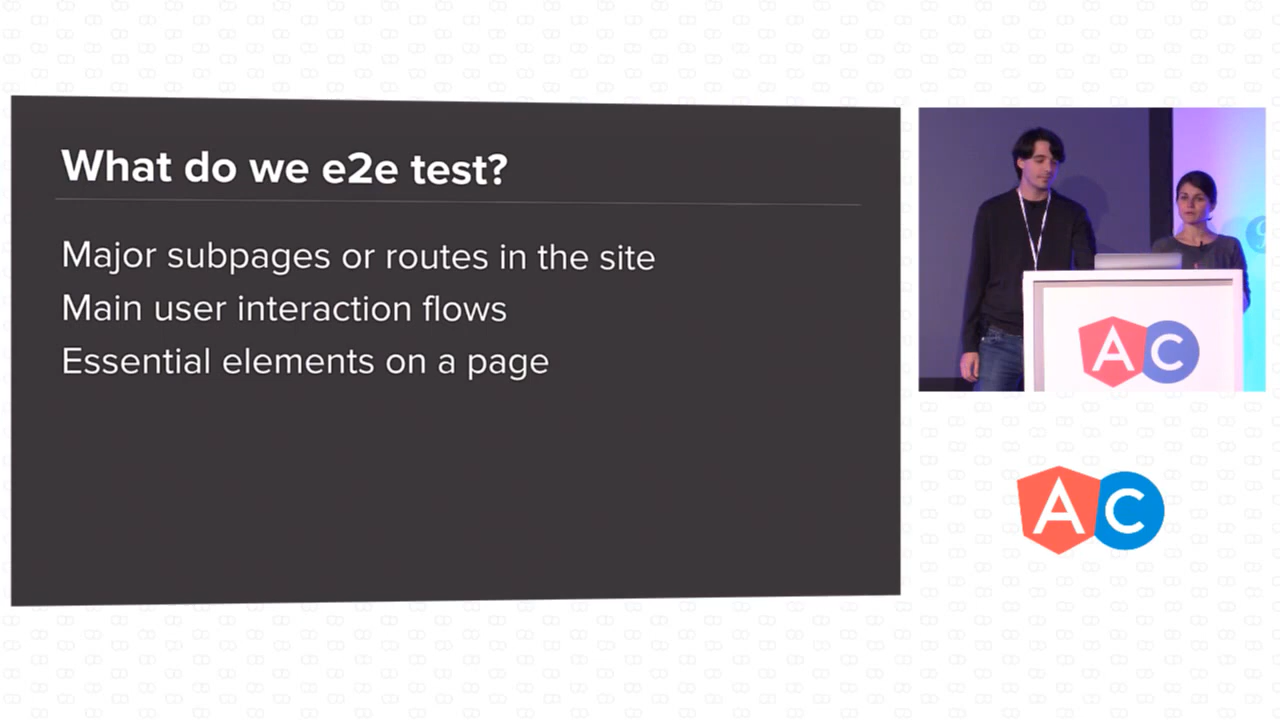 What do we e2e test?
Major subpages or routes in the site
Main user interaction flows
Essential elements on a page
AC
AC